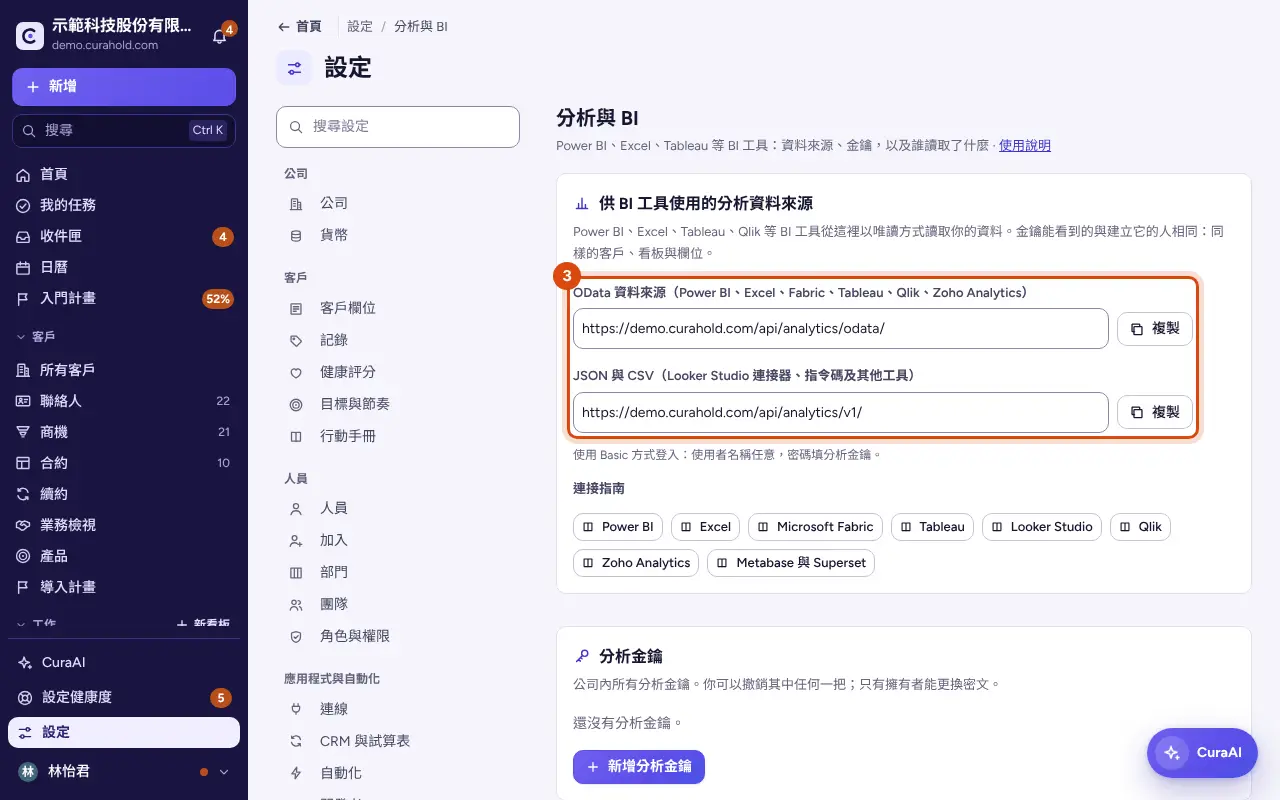 示範科技股份有限...
demo.curahold.com
4
新增
搜尋
Ctrl K
首頁
我的任務
收件匣
4
日曆
入門計畫
52%
客戶
所有客戶
聯絡人
22
商機
21
合約
10
續約
業務檢視
產品
導入計畫
工作
新看板
CuraAI
設定健康度
5
設定
林
林怡君
首頁
設定 / 分析與 BI
設定
搜尋設定
公司
公司
貨幣
客戶
客戶欄位
記錄
健康評分
目標與節奏
行動手冊
人員
人員
加入
部門
團隊
角色與權限
應用程式與自動化
連線
CRM 與試算表
自動化
分析與 BI
Power BI、Excel、Tableau 等 BI 工具：資料來源、金鑰，以及誰讀取了什麼 · 使用說明
供 BI 工具使用的分析資料來源
Power BI、Excel、Tableau、Qlik 等 BI 工具從這裡以唯讀方式讀取你的資料。金鑰能看到的與建立它的人相同：同
樣的客戶、看板與欄位。
3
OData 資料來源（Power BI、Excel、Fabric、Tableau、Qlik、Zoho Analytics）
https://demo.curahold.com/api/analytics/odata/
複製
JSON 與 CSV（Looker Studio 連接器、指令碼及其他工具）
https://demo.curahold.com/api/analytics/v1/
複製
使用 Basic 方式登入：使用者名稱任意，密碼填分析金鑰。
連接指南
Power BI
Excel
Microsoft Fabric
Tableau
Looker Studio
Qlik
Zoho Analytics
Metabase 與 Superset
分析金鑰
公司內所有分析金鑰。你可以撤銷其中任何一把；只有擁有者能更換密文。
還沒有分析金鑰。
新增分析金鑰
CuraAI